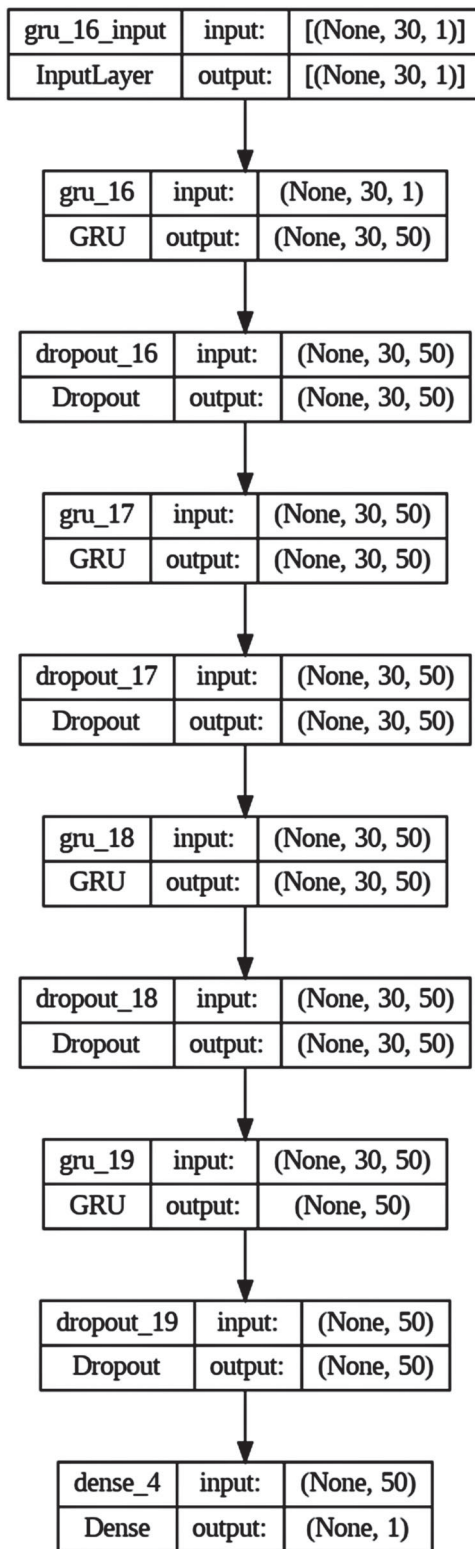 gru_16_input input: [(None, 30, 1)]
InputLayer output: [(None, 30, 1)]
gru_16 input: (None, 30, 1)
GRU output: (None, 30, 50)
dropout_16 input: (None, 30, 50)
Dropout output: (None, 30, 50)
gru_17 input: (None, 30, 50)
GRU output: (None, 30, 50)
dropout_17 input: (None, 30, 50)
Dropout output: (None, 30, 50)
gru_18 input: (None, 30, 50)
GRU output: (None, 30, 50)
dropout_18 input: (None, 30, 50)
Dropout output: (None, 30, 50)
gru_19 input: (None, 30, 50)
GRU output: (None, 50)
dropout_19 input: (None, 50)
Dropout output: (None, 50)
dense_4 input: (None, 50)
Dense output: (None, 1)